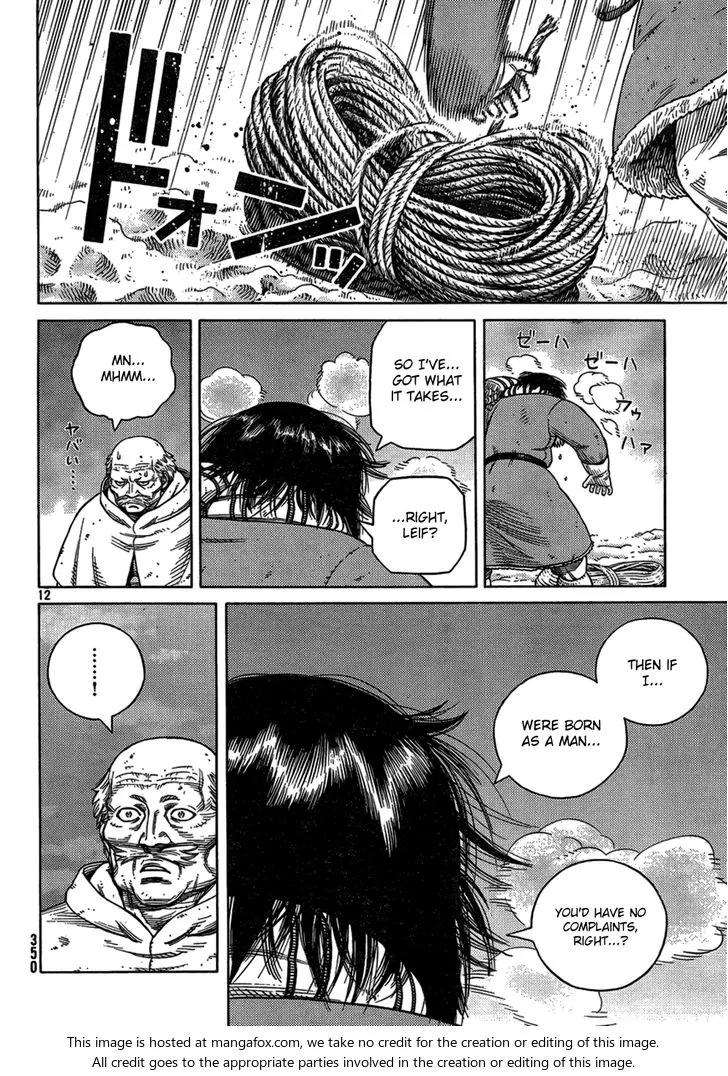 ドォンッ
ゼーハ
ゼーハ
ハァ
SO I'VE...
GOT WHAT
IT TAKES...
...RIGHT,
LEIF?
MN...
MHMM...
ヤバい……
12
THEN IF
I...
WERE BORN
AS A MAN...
YOU'D HAVE NO
COMPLAINTS,
RIGHT...?
……!
350
This image is hosted at mangafox.com, we take no credit for the creation or editing of this image.
All credit goes to the appropriate parties involved in the creation or editing of this image.